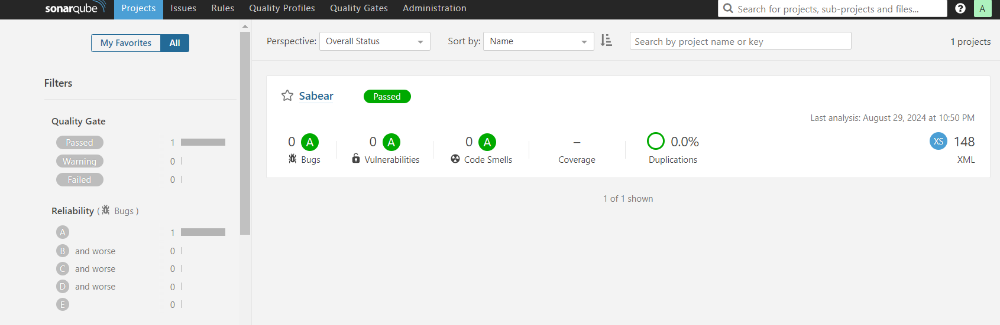 sonarqube Projects Issues Rules Quality Profiles Quality Gates Administration Search for projects, sub-projects and files... ? A
My Favorites All
Filters
Quality Gate
Passed 1
Warning 0
Failed 0
Reliability ( Bugs )
A 1
B and worse 0
C and worse 0
D and worse 0
E 0
Perspective: Overall Status Sort by: Name Search by project name or key 1 projects
Sabear Passed
Last analysis: August 29, 2024 at 10:50 PM
0 A 0 A 0 A – 0.0% XS 148
Bugs Vulnerabilities Code Smells Coverage Duplications XML
1 of 1 shown